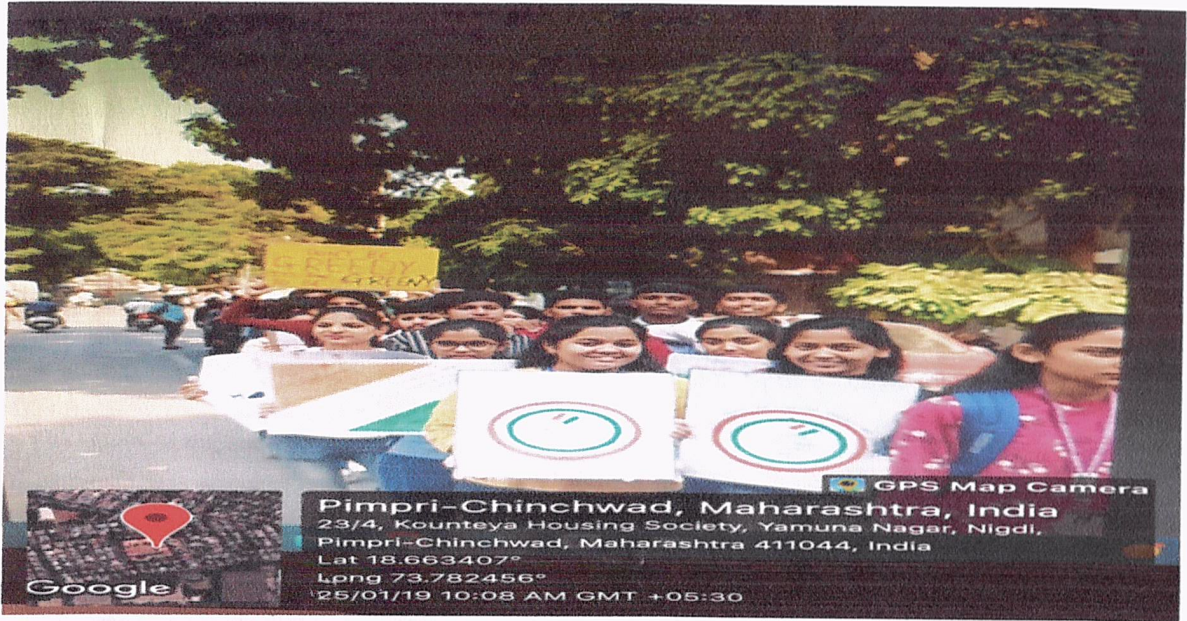 GREEDY
GPS Map Camera
Pimpri-Chinchwad, Maharashtra, India
23/4, Kounteya Housing Society, Yamuna Nagar, Nigdi,
Pimpri-Chinchwad, Maharashtra 411044, India
Lat 18.663407°
Long 73.782456°
25/01/19 10:08 AM GMT +05:30
Google